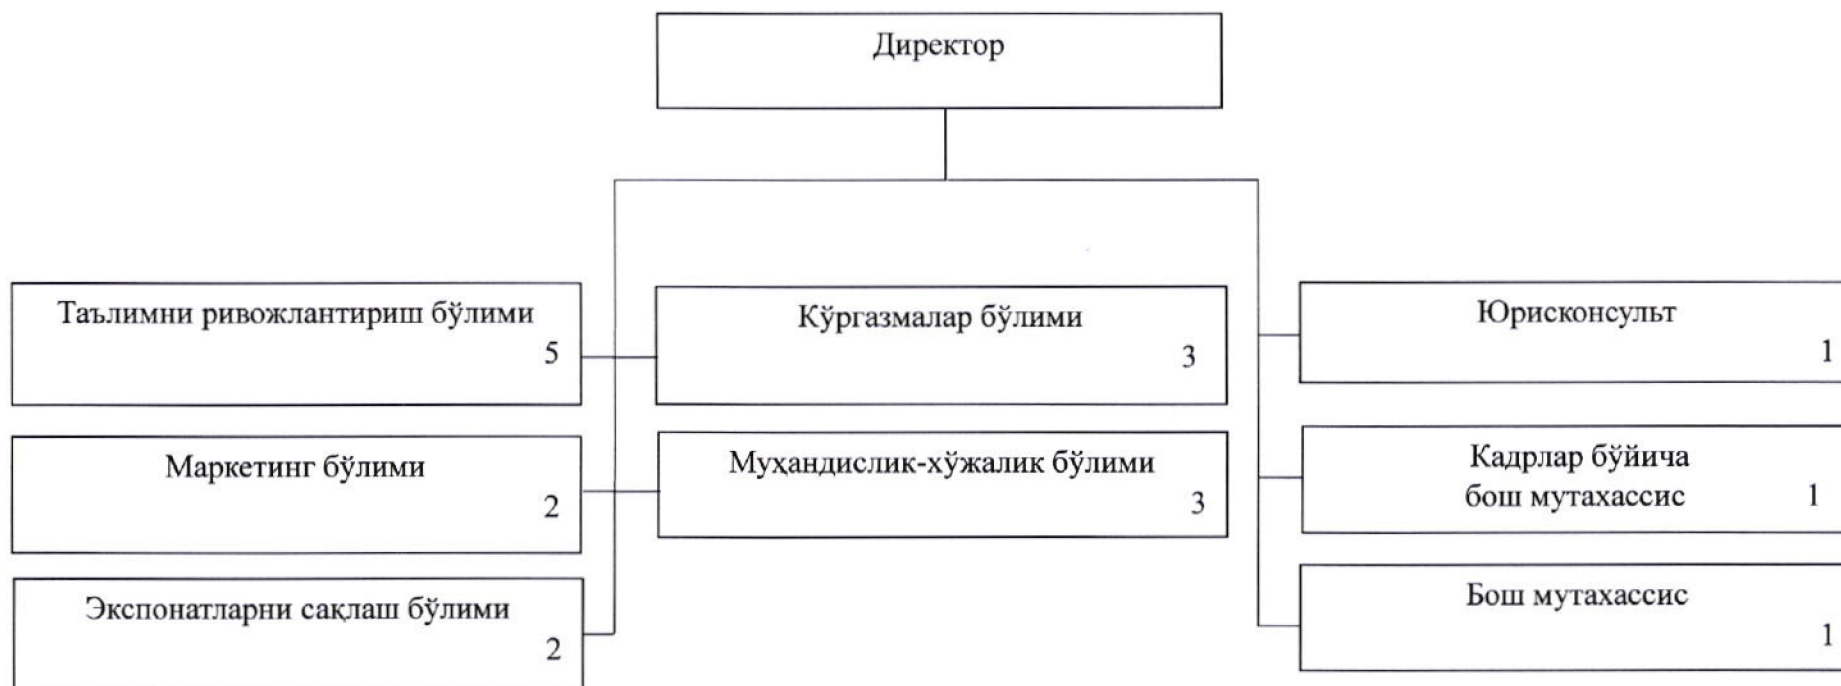 Директор
Таълимни ривожлантириш бўлими
5
Кўргазмалар бўлими
3
Юрисконсульт
1
Маркетинг бўлими
2
Муҳандислик-хўжалик бўлими
3
Кадрлар бўйича
бош мутахассис 1
Экспонатларни сақлаш бўлими
2
Бош мутахассис
1